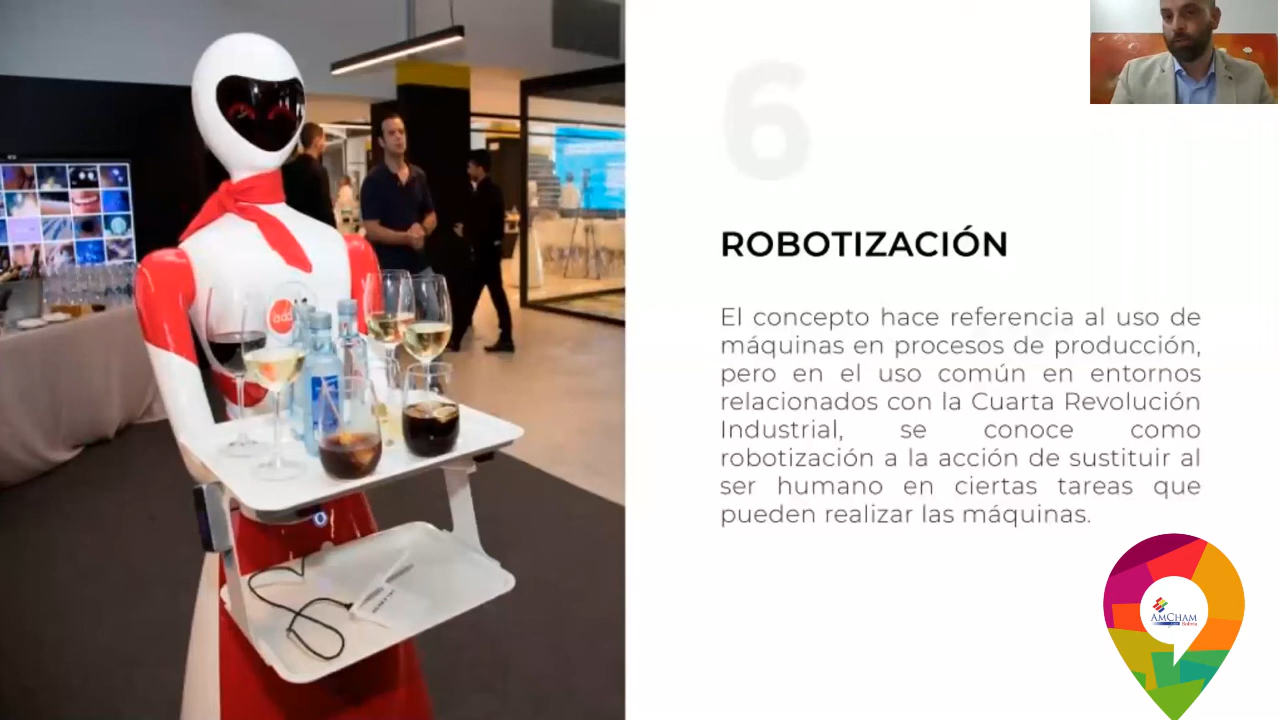 6
ROBOTIZACIÓN
El concepto hace referencia al uso de
máquinas en procesos de producción,
pero en el uso común en entornos
relacionados con la Cuarta Revolución
Industrial, se conoce como
robotización a la acción de sustituir al
ser humano en ciertas tareas que
pueden realizar las máquinas.
AMCHAM
Bolivia